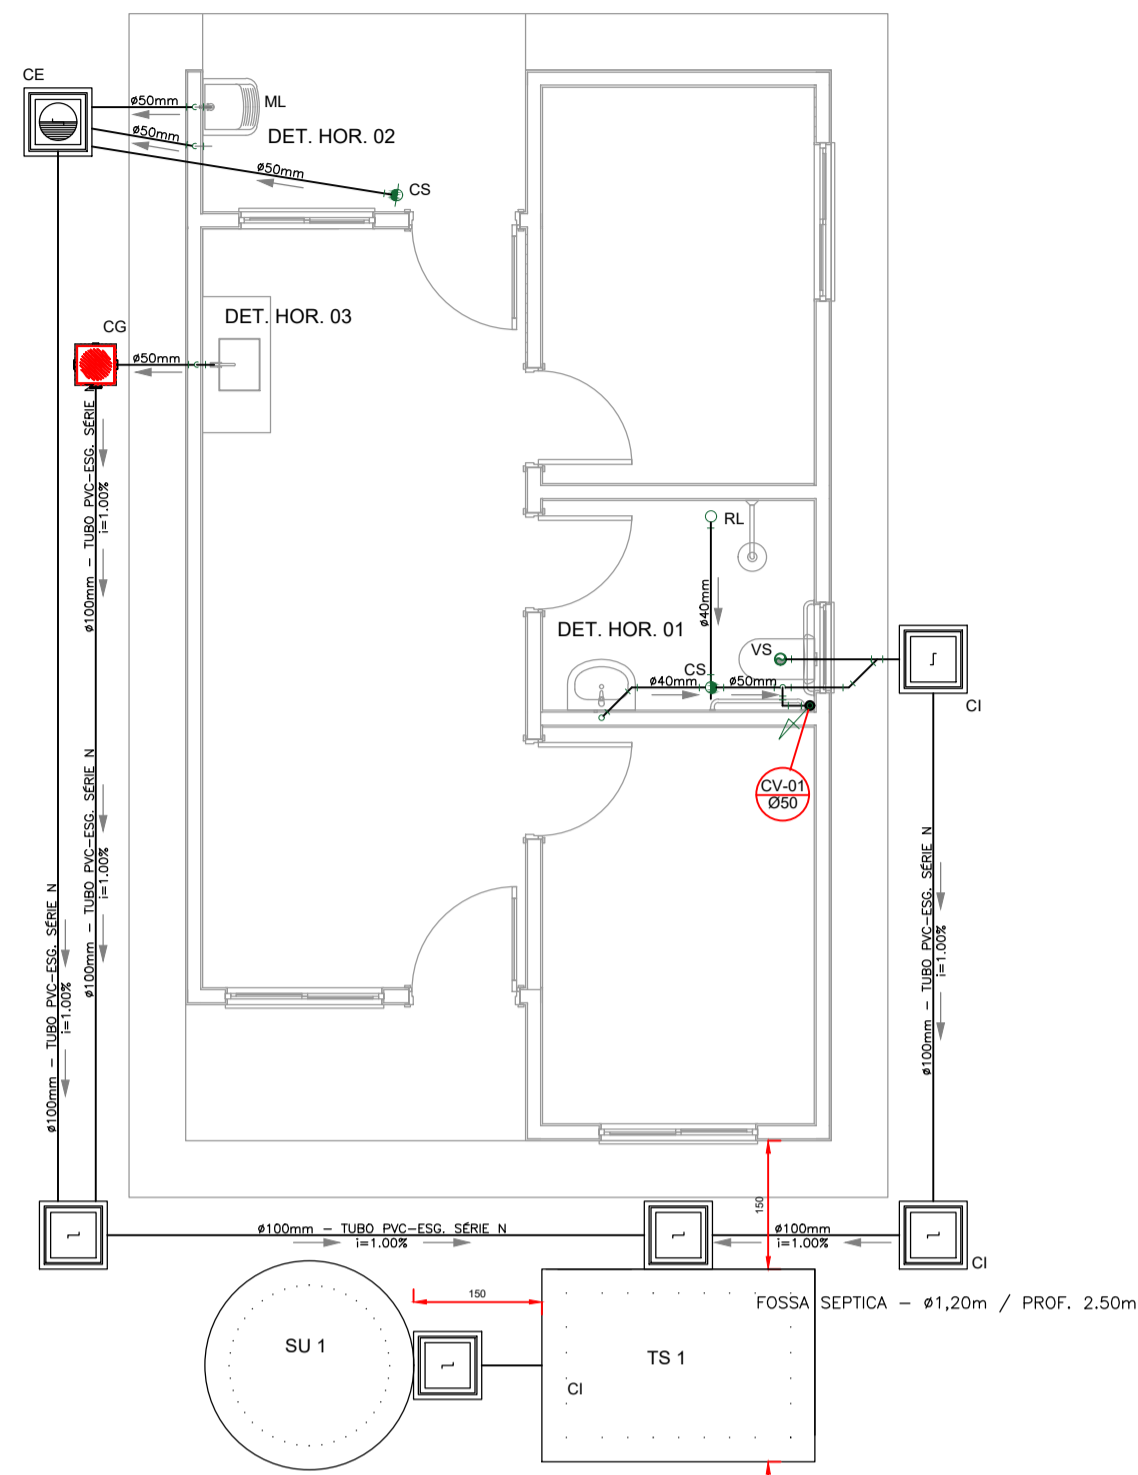 CE
ø50mm
ML
ø50mm
DET. HOR. 02
ø50mm
CS
DET. HOR. 03
CG
ø50mm
ø100mm – TUBO PVC–ESG. SÉRIE N
i=1.00%
RL
ø40mm
DET. HOR. 01
VS
CS
ø40mm
ø50mm
CI
CV-01
Ø50
ø100mm – TUBO PVC–ESG. SÉRIE N
i=1.00%
ø100mm – TUBO PVC–ESG. SÉRIE N
i=1.00%
ø100mm – TUBO PVC–ESG. SÉRIE N
i=1.00%
150
ø100mm – TUBO PVC–ESG. SÉRIE N
i=1.00%
ø100mm
i=1.00%
CI
150
FOSSA SEPTICA – ø1,20m / PROF. 2.50m
SU 1
TS 1
CI